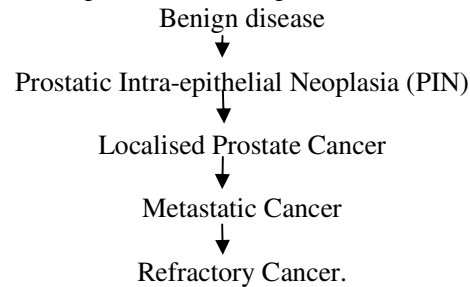 Benign disease
Prostatic Intra-epithelial Neoplasia (PIN)
Localised Prostate Cancer
Metastatic Cancer
Refractory Cancer.